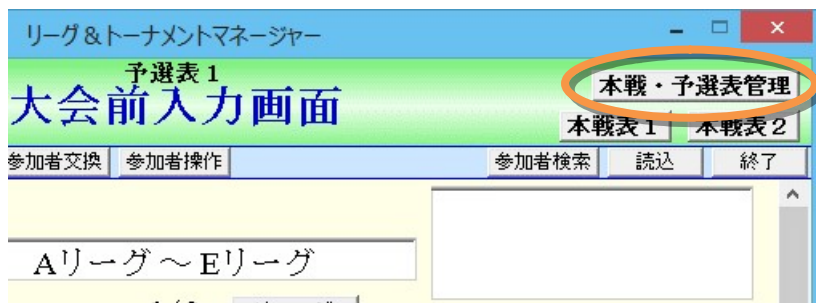 リーグ&トーナメントマネージャー
予選表1
大会前入力画面
本戦・予選表管理
本戦表1 本戦表2
参加者交換 参加者操作 参加者検索 読込 終了
Aリーグ～Eリーグ